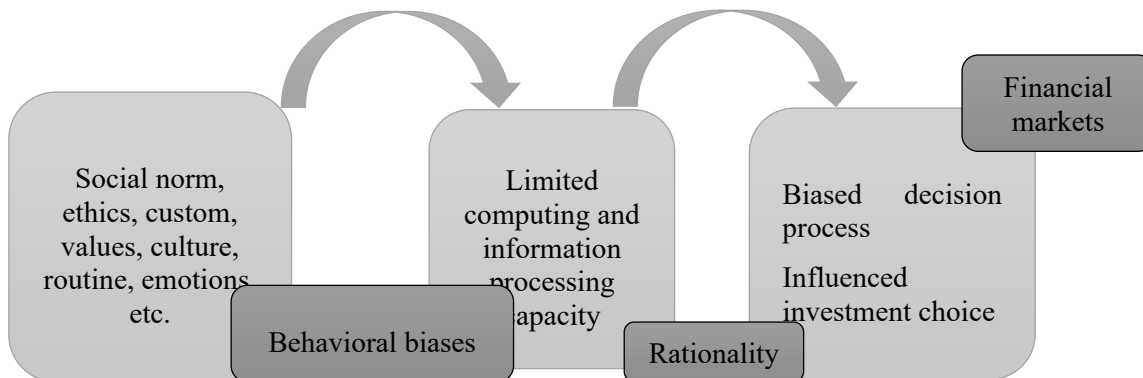 Social norm,
ethics, custom,
values, culture,
routine, emotions
etc.
Behavioral biases
Limited
computing and
information
processing
capacity
Rationality
Biased decision
process
Influenced
investment choice
Financial
markets